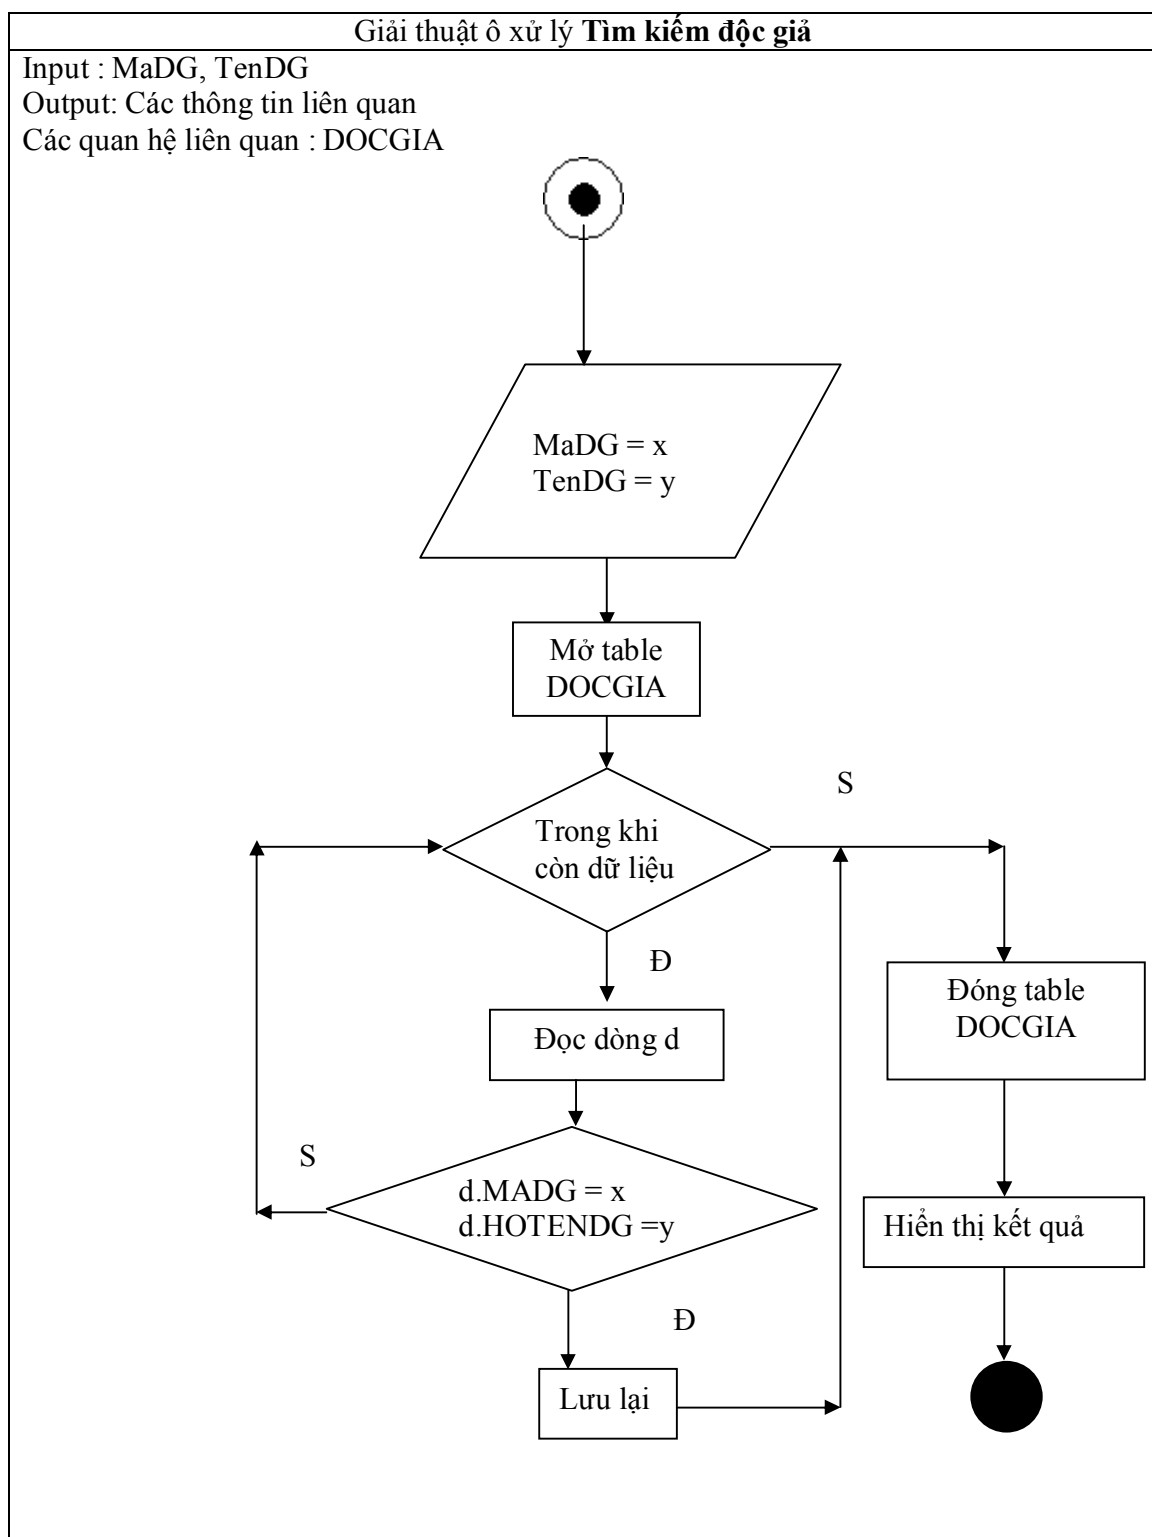 Giải thuật ô xử lý Tìm kiếm độc giả
Input : MaDG, TenDG
Output: Các thông tin liên quan
Các quan hệ liên quan : DOCGIA
MaDG = x
TenDG = y
Mở table
DOCGIA
S
Trong khi
còn dữ liệu
Đ
Đóng table
DOCGIA
Đọc dòng d
S
d.MADG = x
d.HOTENDG =y
Hiển thị kết quả
Đ
Lưu lại